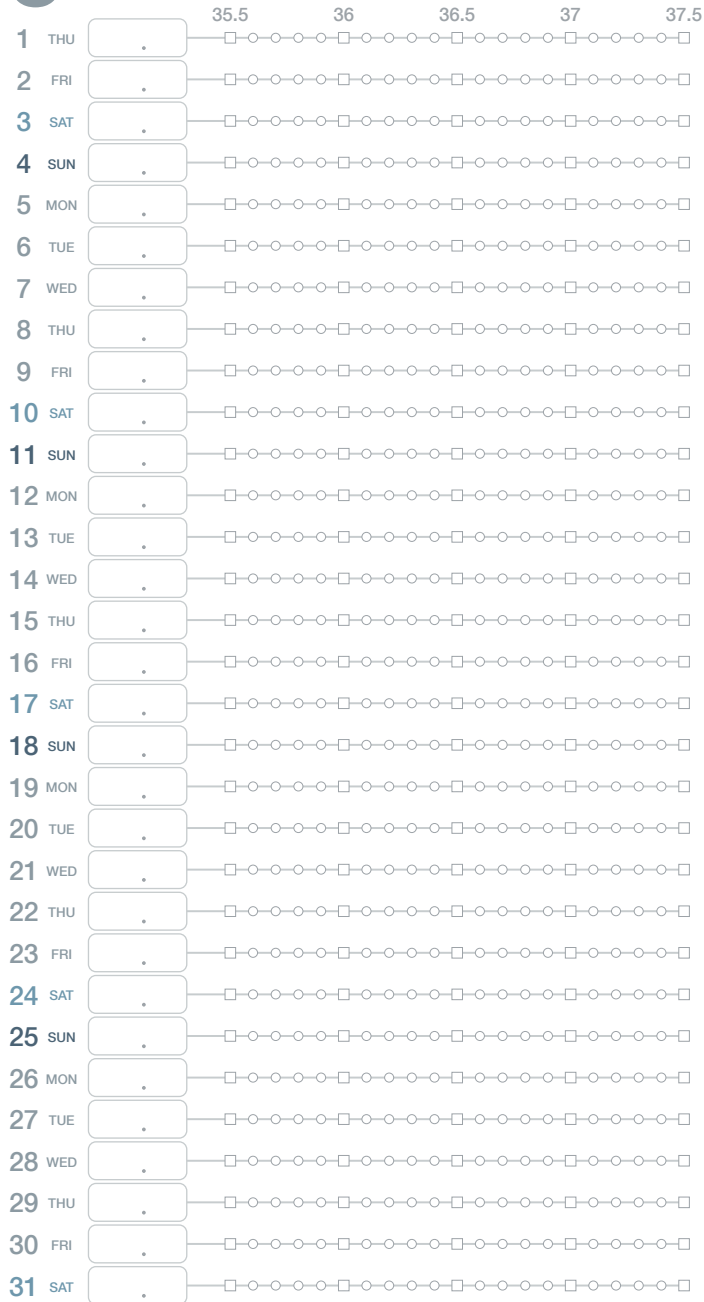 35.5 36 36.5 37 37.5
1 THU .
2 FRI .
3 SAT .
4 SUN .
5 MON .
6 TUE .
7 WED .
8 THU .
9 FRI .
10 SAT .
11 SUN .
12 MON .
13 TUE .
14 WED .
15 THU .
16 FRI .
17 SAT .
18 SUN .
19 MON .
20 TUE .
21 WED .
22 THU .
23 FRI .
24 SAT .
25 SUN .
26 MON .
27 TUE .
28 WED .
29 THU .
30 FRI .
31 SAT .